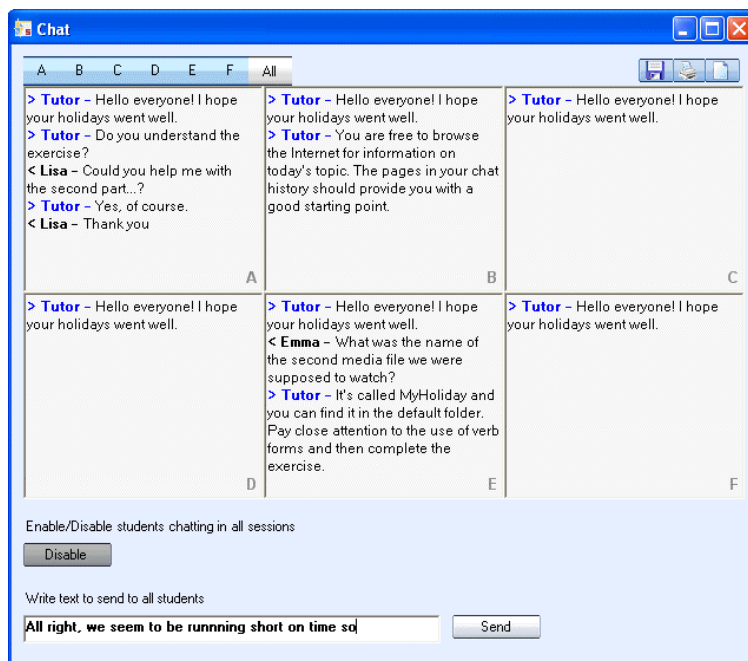 Chat
A B C D E F All
> Tutor – Hello everyone! I hope
your holidays went well.
> Tutor – Do you understand the
exercise?
< Lisa – Could you help me with
the second part...?
> Tutor – Yes, of course.
< Lisa – Thank you
A
> Tutor – Hello everyone! I hope
your holidays went well.
> Tutor – You are free to browse
the Internet for information on
today's topic. The pages in your chat
history should provide you with a
good starting point.
B
> Tutor – Hello everyone! I hope
your holidays went well.
C
> Tutor – Hello everyone! I hope
your holidays went well.
D
> Tutor – Hello everyone! I hope
your holidays went well.
< Emma – What was the name of
the second media file we were
supposed to watch?
> Tutor – It's called MyHoliday and
you can find it in the default folder.
Pay close attention to the use of verb
forms and then complete the
exercise.
E
> Tutor – Hello everyone! I hope
your holidays went well.
F
Enable/Disable students chatting in all sessions
Disable
Write text to send to all students
All right, we seem to be runnning short on time so
Send